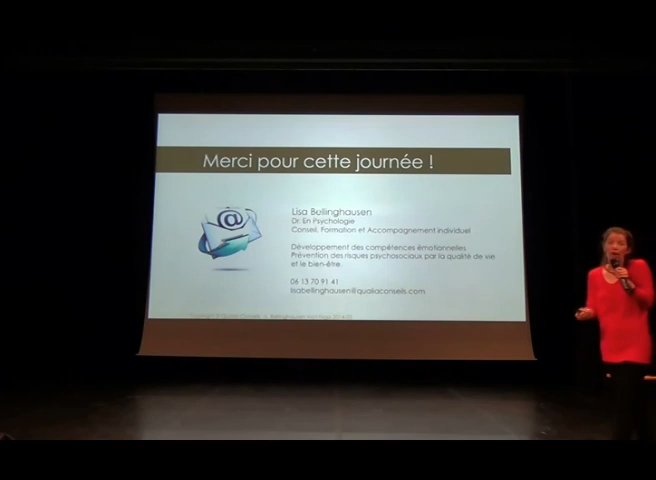 Merci pour cette journée !
@
Lisa Bellinghausen
Dr. En Psychologie
Conseil, Formation et Accompagnement Individuel
Développement des compétences émotionnelles
Prévention des risques psychosociaux par la qualité de vie
et le bien-être.
06 13 70 91 41
lisabellinghausen@qualiaconseils.com